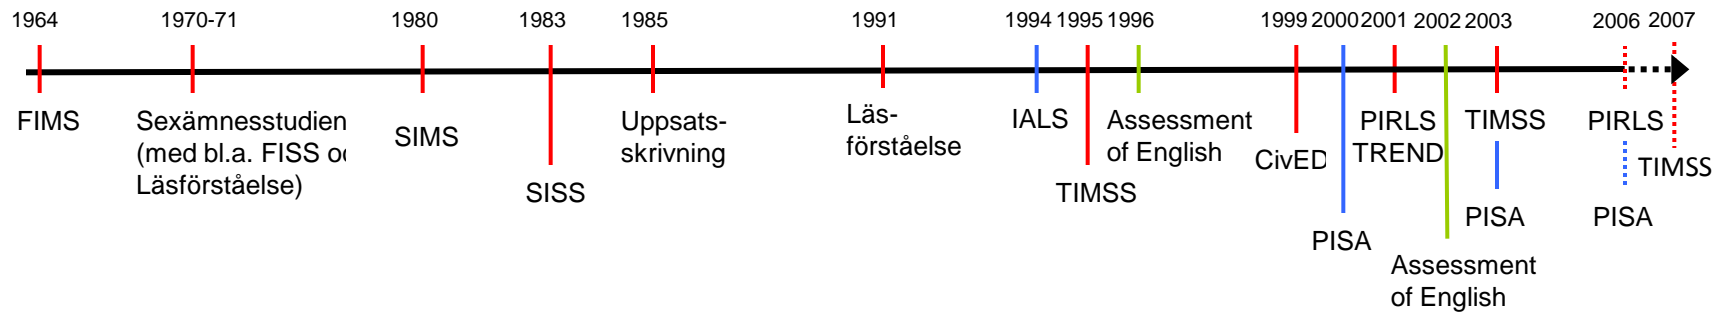 1964 1970-71 1980 1983 1985 1991 1994 1995 1996 1999 2000 2001 2002 2003 2006 2007
FIMS
Sexämnesstudien
(med bl.a. FISS oc
Läsförståelse)
SIMS
SISS
Uppsats-
skrivning
Läs-
förståelse
IALS
TIMSS
Assessment
of English
CivED
PISA
PIRLS
TREND
Assessment
of English
TIMSS
PISA
PIRLS
PISA
TIMSS